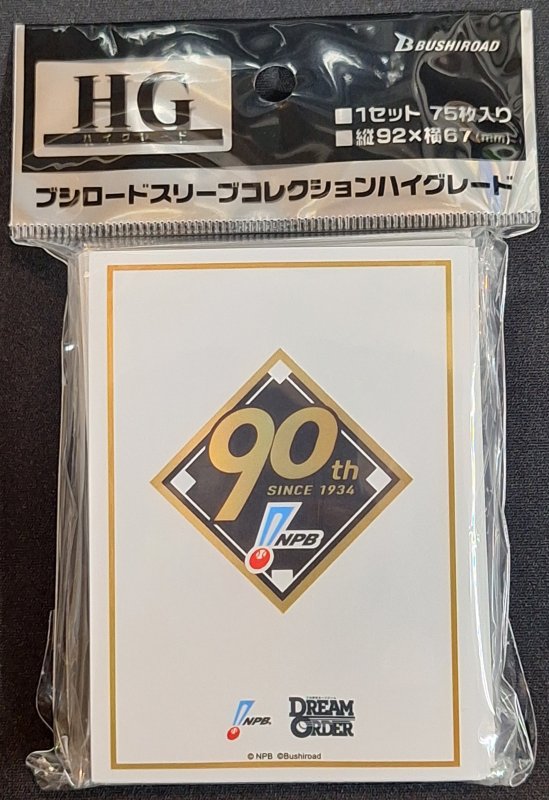 BUSHIROAD
HG
ハイグレード
■1セット 75枚入り
■縦92×横67(mm)
ブシロードスリーブコレクションハイグレード
90th
SINCE 1934
NPB
NPB
DREAM
ORDER
© NPB ©Bushiroad